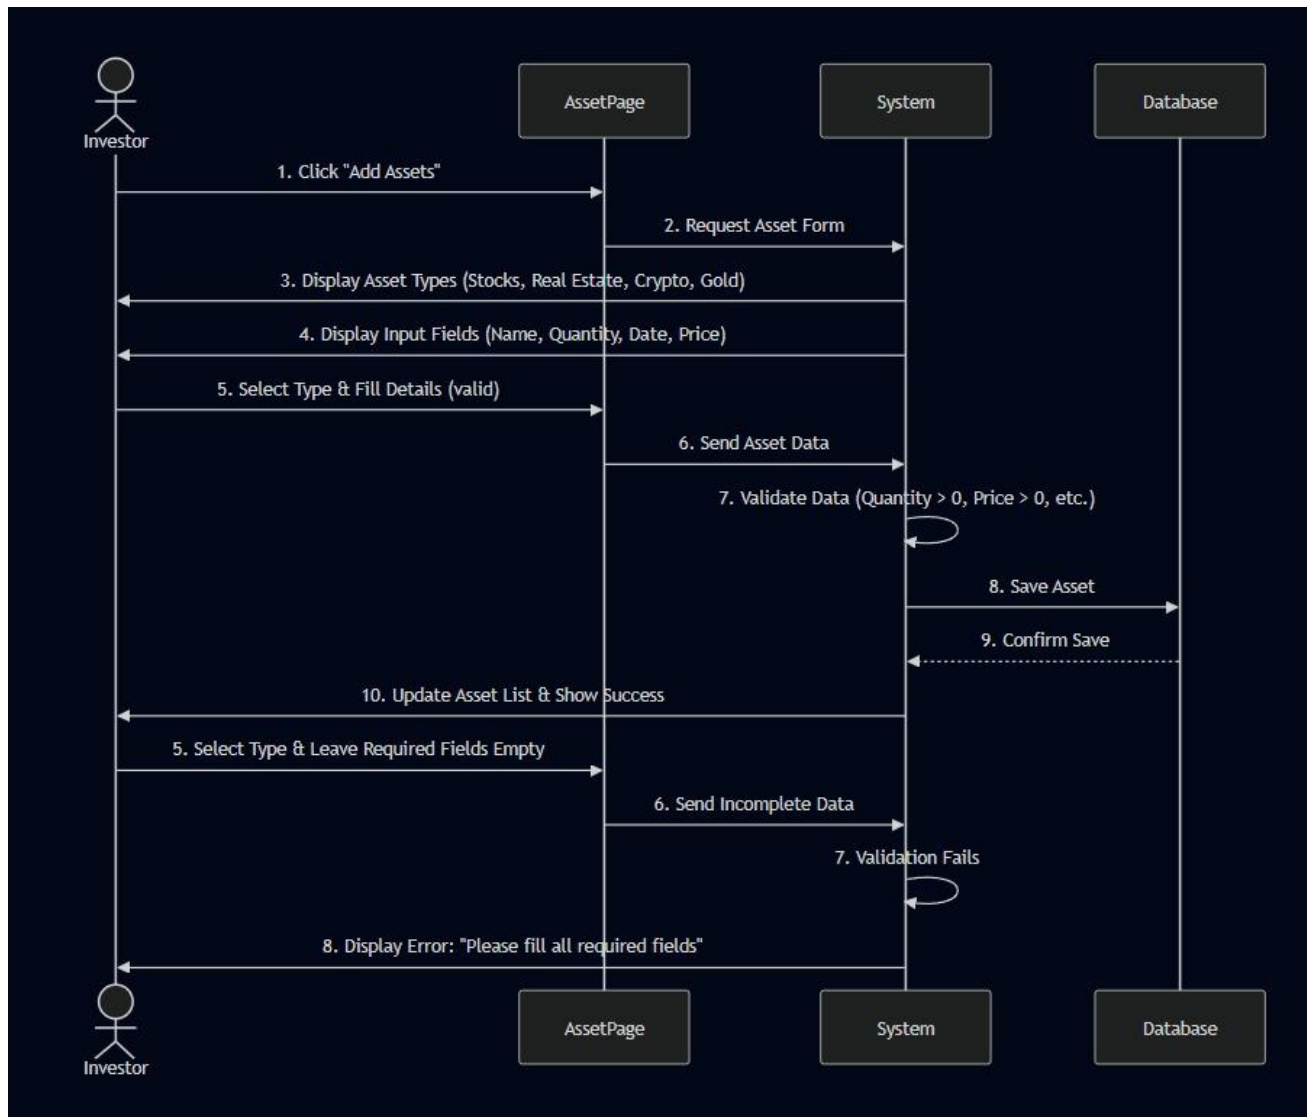 AssetPage
System
Database
Investor
1. Click "Add Assets"
2. Request Asset Form
3. Display Asset Types (Stocks, Real Estate, Crypto, Gold)
4. Display Input Fields (Name, Quantity, Date, Price)
5. Select Type & Fill Details (valid)
6. Send Asset Data
7. Validate Data (Quantity > 0, Price > 0, etc.)
8. Save Asset
9. Confirm Save
10. Update Asset List & Show Success
5. Select Type & Leave Required Fields Empty
6. Send Incomplete Data
7. Validation Fails
8. Display Error: "Please fill all required fields"
AssetPage
System
Database
Investor